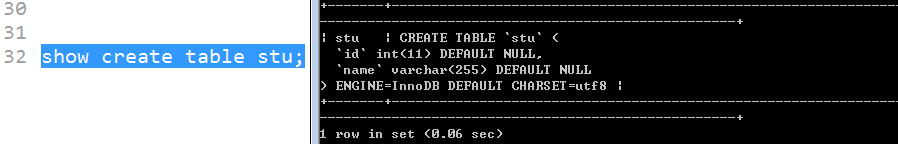 30
31
32 show create table stu;
+-------+--------------------------------------------------------------------
----------------------------------------------------+
| stu | CREATE TABLE `stu` (
`id` int(11) DEFAULT NULL,
`name` varchar(255) DEFAULT NULL
) ENGINE=InnoDB DEFAULT CHARSET=utf8 |
+-------+--------------------------------------------------------------------
----------------------------------------------------+
1 row in set (0.06 sec)